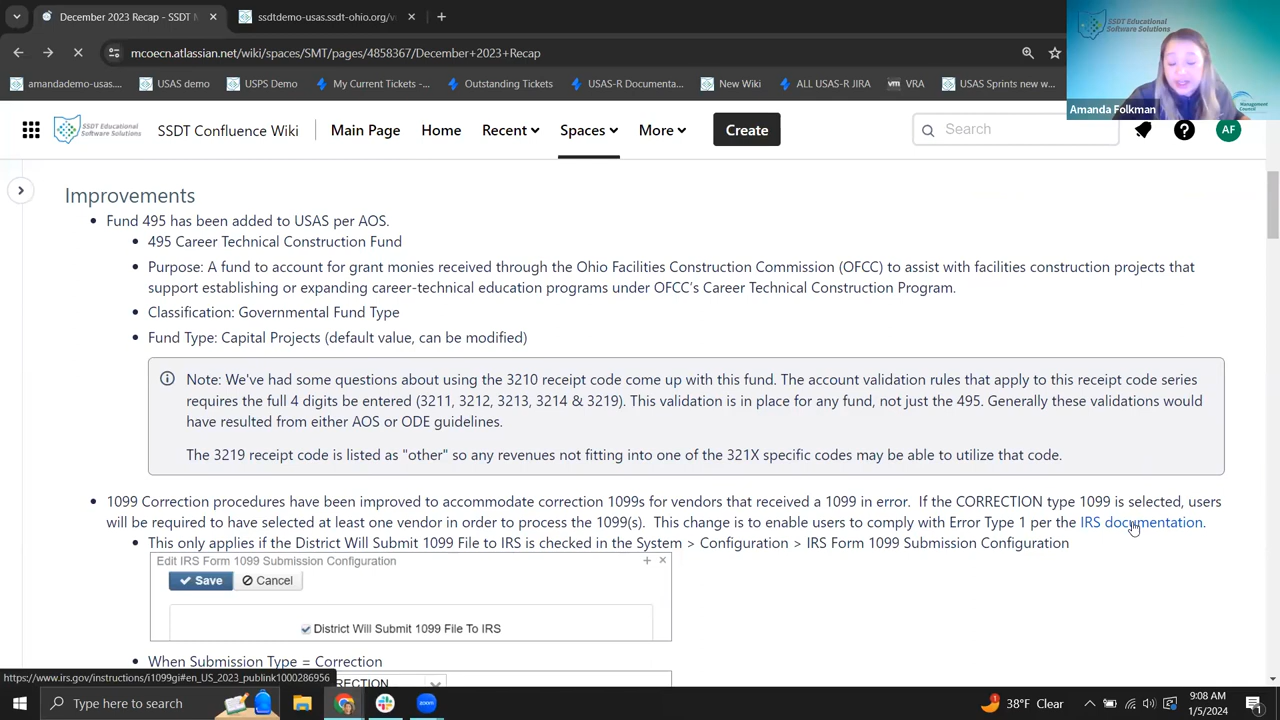 December 2023 Recap - SSDT W
ssdtdemo-usas.ssdt-ohio.org/v
mcoecn.atlassian.net/wiki/spaces/SMT/pages/4858367/December+2023+Recap
amandademo-usas....
USAS demo
USPS Demo
My Current Tickets -...
Outstanding Tickets
USAS-R Documenta...
New Wiki
ALL USAS-R JIRA
vm VRA
USAS Sprints new w...
SSDT Educational
Software Solutions
Amanda Folkman
Management
Council
SSDT Educational
Software Solutions
SSDT Confluence Wiki
Main Page
Home
Recent
Spaces
More
Create
Search
AF
Improvements
Fund 495 has been added to USAS per AOS.
495 Career Technical Construction Fund
Purpose: A fund to account for grant monies received through the Ohio Facilities Construction Commission (OFCC) to assist with facilities construction projects that
support establishing or expanding career-technical education programs under OFCC's Career Technical Construction Program.
Classification: Governmental Fund Type
Fund Type: Capital Projects (default value, can be modified)
Note: We've had some questions about using the 3210 receipt code come up with this fund. The account validation rules that apply to this receipt code series
requires the full 4 digits be entered (3211, 3212, 3213, 3214 & 3219). This validation is in place for any fund, not just the 495. Generally these validations would
have resulted from either AOS or ODE guidelines.
The 3219 receipt code is listed as "other" so any revenues not fitting into one of the 321X specific codes may be able to utilize that code.
1099 Correction procedures have been improved to accommodate correction 1099s for vendors that received a 1099 in error. If the CORRECTION type 1099 is selected, users
will be required to have selected at least one vendor in order to process the 1099(s). This change is to enable users to comply with Error Type 1 per the IRS documentation.
This only applies if the District Will Submit 1099 File to IRS is checked in the System > Configuration > IRS Form 1099 Submission Configuration
Edit IRS Form 1099 Submission Configuration
Save
Cancel
District Will Submit 1099 File To IRS
When Submission Type = Correction
https://www.irs.gov/instructions/i1099gi#en_US_2023_publink1000286956
RECTION
Type here to search
zoom
38°F Clear
9:08 AM
1/5/2024
1